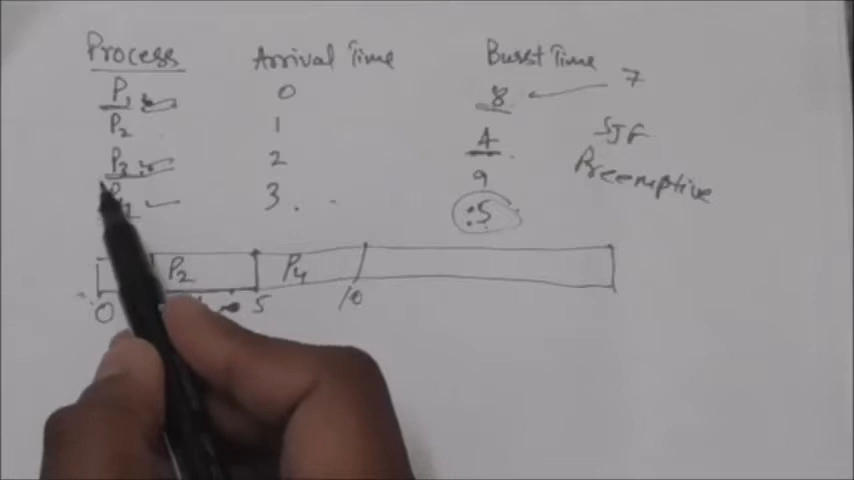 Process Arrival Time Burst Time
P1 0 8 7
P2 1 4 SJF
P3 2 9 Preemptive
3 5
P2 P4
0 5 10